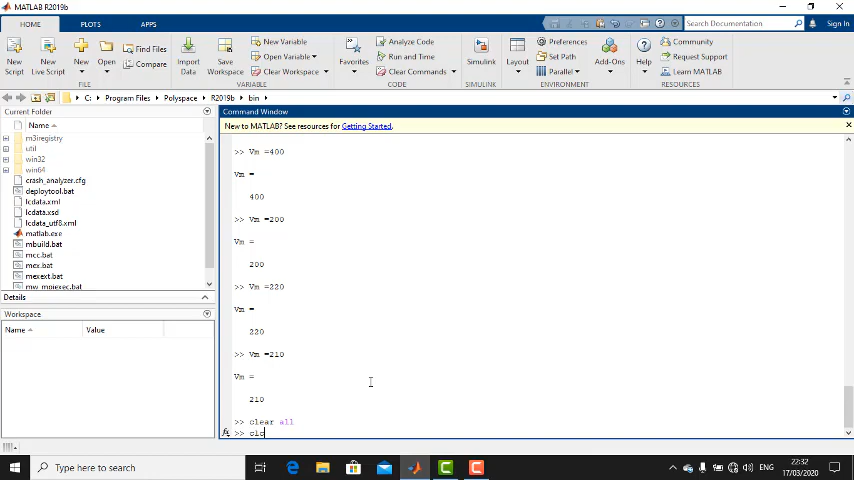 MATLAB R2019b
HOME PLOTS APPS
Search Documentation
Sign In
New Script
New Live Script
New
Open
Find Files
Compare
FILE
Import Data
Save Workspace
New Variable
Open Variable
Clear Workspace
VARIABLE
Favorites
Analyze Code
Run and Time
Clear Commands
CODE
Simulink
SIMULINK
Layout
Preferences
Set Path
Parallel
Add-Ons
ENVIRONMENT
Help
Community
Request Support
Learn MATLAB
RESOURCES
C: Program Files Polyspace R2019b bin
Current Folder
Name
m3iregistry
util
win32
win64
crash_analyzer.cfg
deploytool.bat
lcdata.xml
lcdata.xsd
lcdata_utf8.xml
matlab.exe
mbuild.bat
mcc.bat
mex.bat
mexext.bat
mw_mpiexec.bat
Details
Workspace
Name Value
Command Window
New to MATLAB? See resources for Getting Started.
>> Vm =400
Vm =
400
>> Vm =200
Vm =
200
>> Vm =220
Vm =
220
>> Vm =210
Vm =
210
>> clear all
fx >> clc
Type here to search
ENG
22:32
17/03/2020